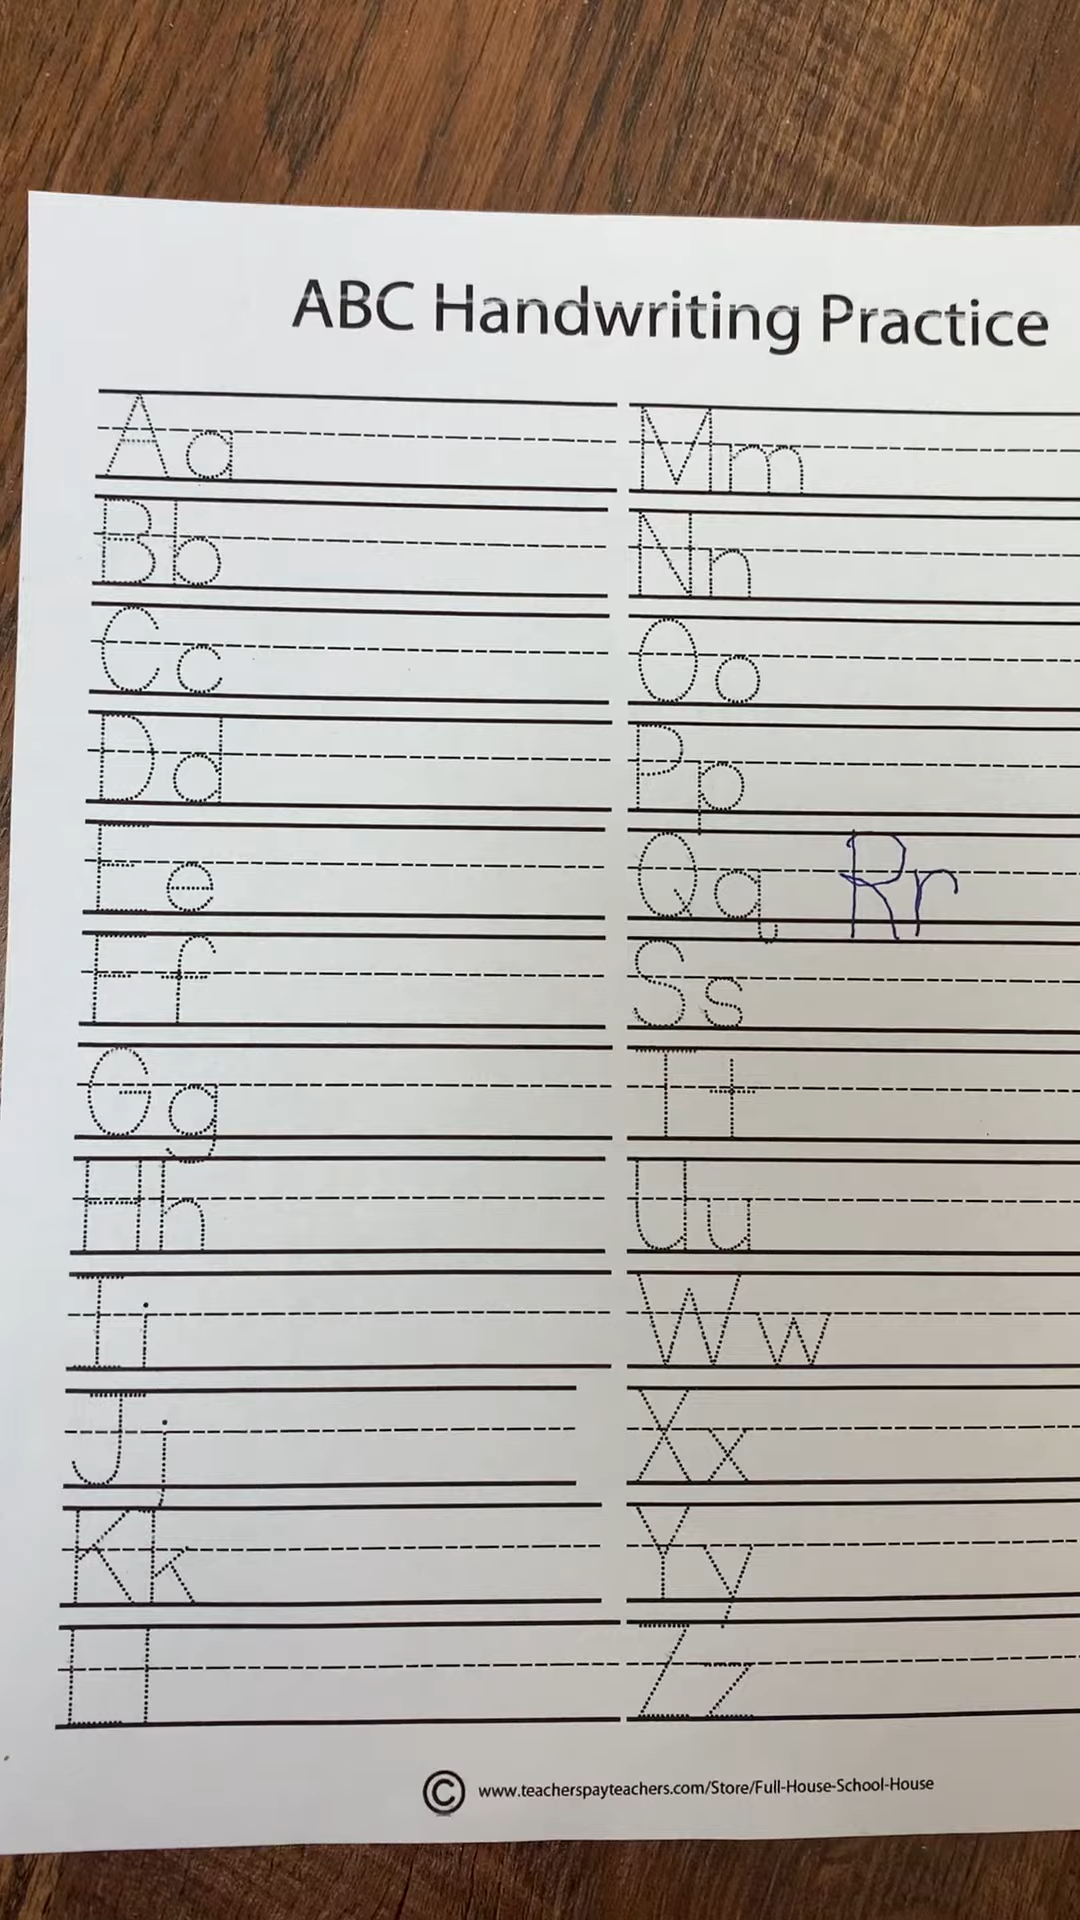 ABC Handwriting Practice
Aa
Bb
Cc
Dd
Ee
Ff
Gg
Hh
Ii
Jj
Kk
Ll
Mm
Nn
Oo
Pp
Qq Rr
Ss
Tt
Uu
Ww
Xx
Yy
Zz
© www.teacherspayteachers.com/Store/Full-House-School-House